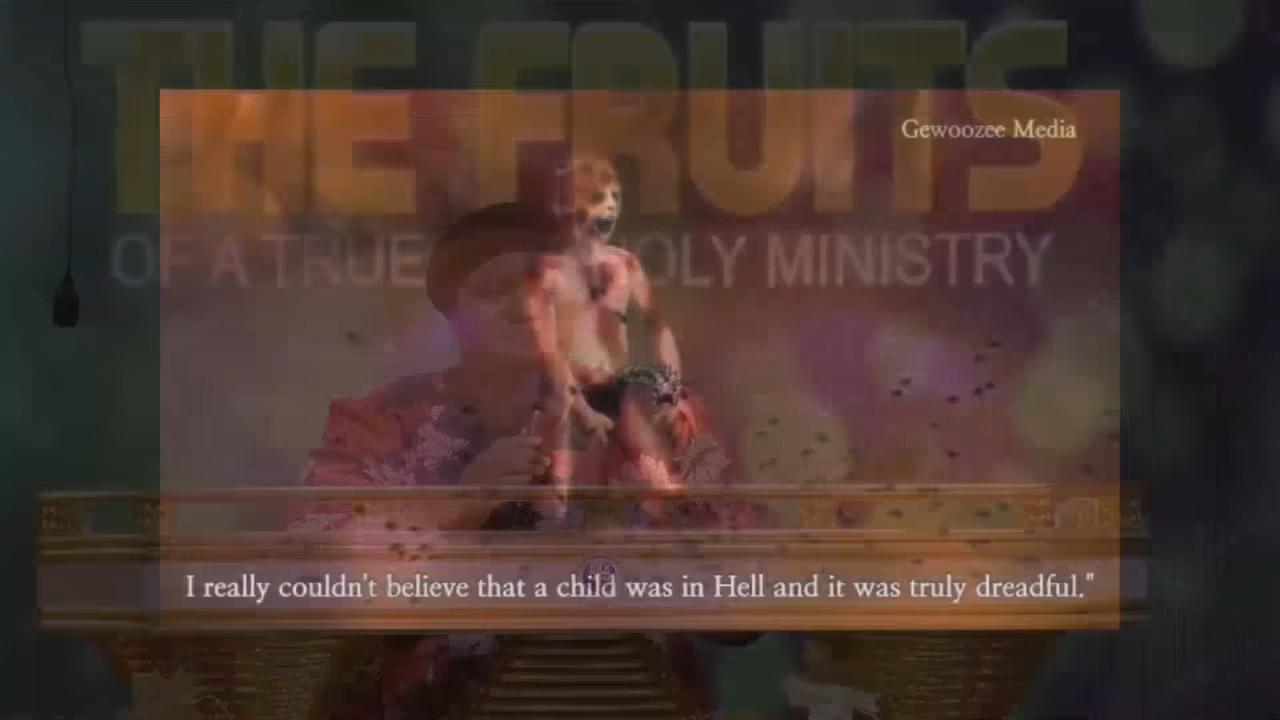 THE FRUITS
Gewoozee Media
OF A TRUE OLY MINISTRY
I really couldn't believe that a child was in Hell and it was truly dreadful."